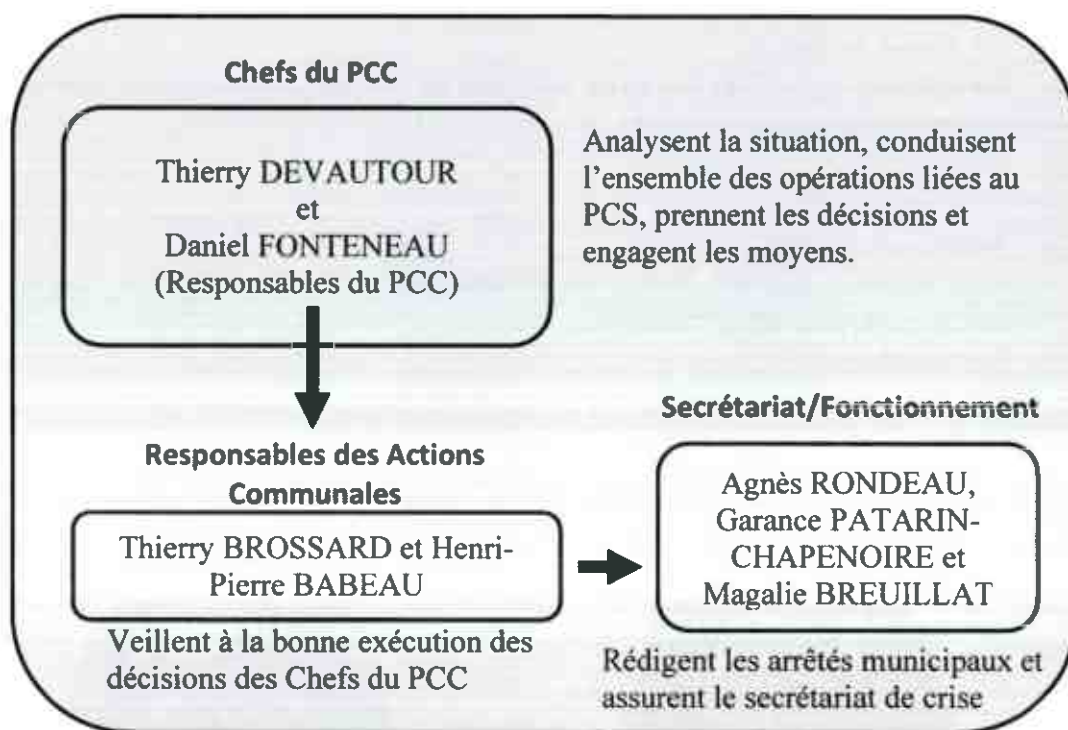 Chefs du PCC
Thierry DEVAUTOUR
et
Daniel FONTENEAU
(Responsables du PCC)
Analysent la situation, conduisent
l'ensemble des opérations liées au
PCS, prennent les décisions et
engagent les moyens.
Responsables des Actions
Communales
Thierry BROSSARD et Henri-
Pierre BABEAU
Veillent à la bonne exécution des
décisions des Chefs du PCC
Secrétariat/Fonctionnement
Agnès RONDEAU,
Garance PATARIN-
CHAPENOIRE et
Magalie BREUILLAT
Rédigent les arrêtés municipaux et
assurent le secrétariat de crise